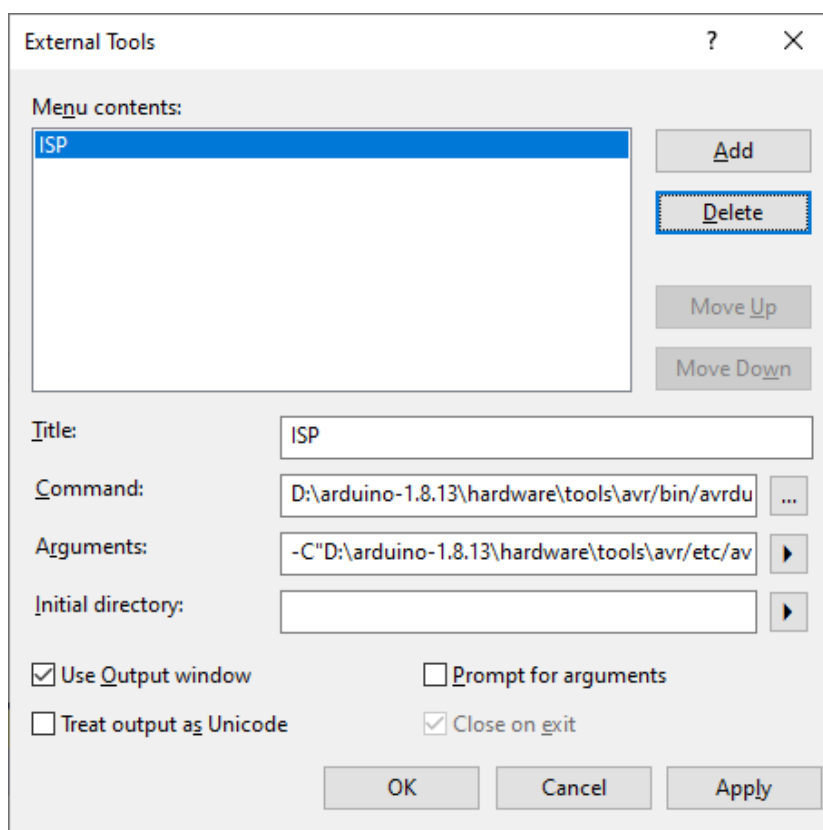 External Tools
?
Menu contents:
ISP
Add
Delete
Move Up
Move Down
Title:
ISP
Command:
D:\arduino-1.8.13\hardware\tools\avr/bin/avrdu
...
Arguments:
-C"D:\arduino-1.8.13\hardware\tools\avr/etc/av
Initial directory:
Use Output window
Prompt for arguments
Treat output as Unicode
Close on exit
OK
Cancel
Apply